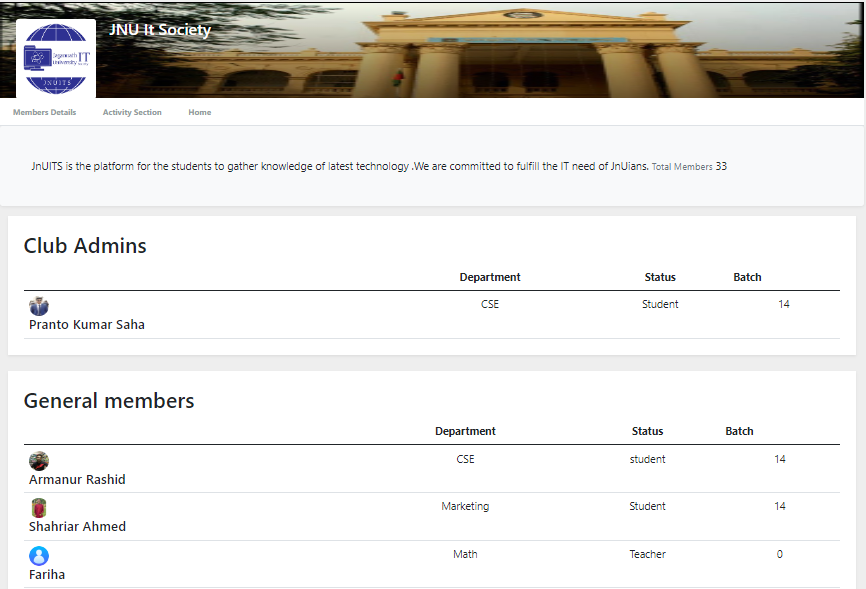 JNU It Society
Jagannath
University IT
Society
JNUITS
Members Details Activity Section Home
JnUITS is the platform for the students to gather knowledge of latest technology .We are committed to fulfill the IT need of JnUians. Total Members 33
Club Admins
Department Status Batch
CSE Student 14
Pranto Kumar Saha
General members
Department Status Batch
CSE student 14
Armanur Rashid
Marketing Student 14
Shahriar Ahmed
Math Teacher 0
Fariha